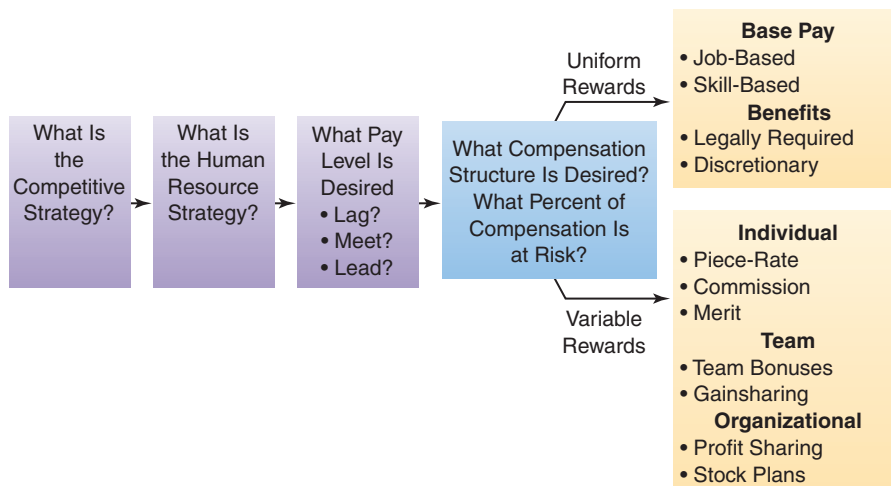 What Is
the
Competitive
Strategy?
What Is
the Human
Resource
Strategy?
What Pay
Level Is
Desired
• Lag?
• Meet?
• Lead?
What Compensation
Structure Is Desired?
What Percent of
Compensation Is
at Risk?
Uniform
Rewards
Base Pay
• Job-Based
• Skill-Based
Benefits
• Legally Required
• Discretionary
Variable
Rewards
Individual
• Piece-Rate
• Commission
• Merit
Team
• Team Bonuses
• Gainsharing
Organizational
• Profit Sharing
• Stock Plans